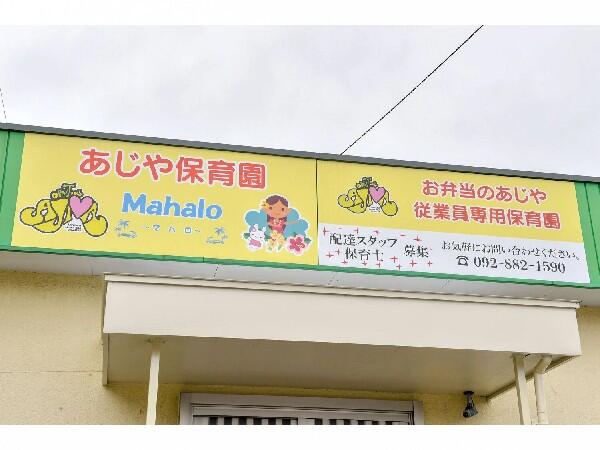 あじや保育園
Mahalo
～マハロ～
お弁当のあじや
従業員専用保育園
配達スタッフ
保育士
募集
お気軽にお問い合わせください。
☎092-882-1590